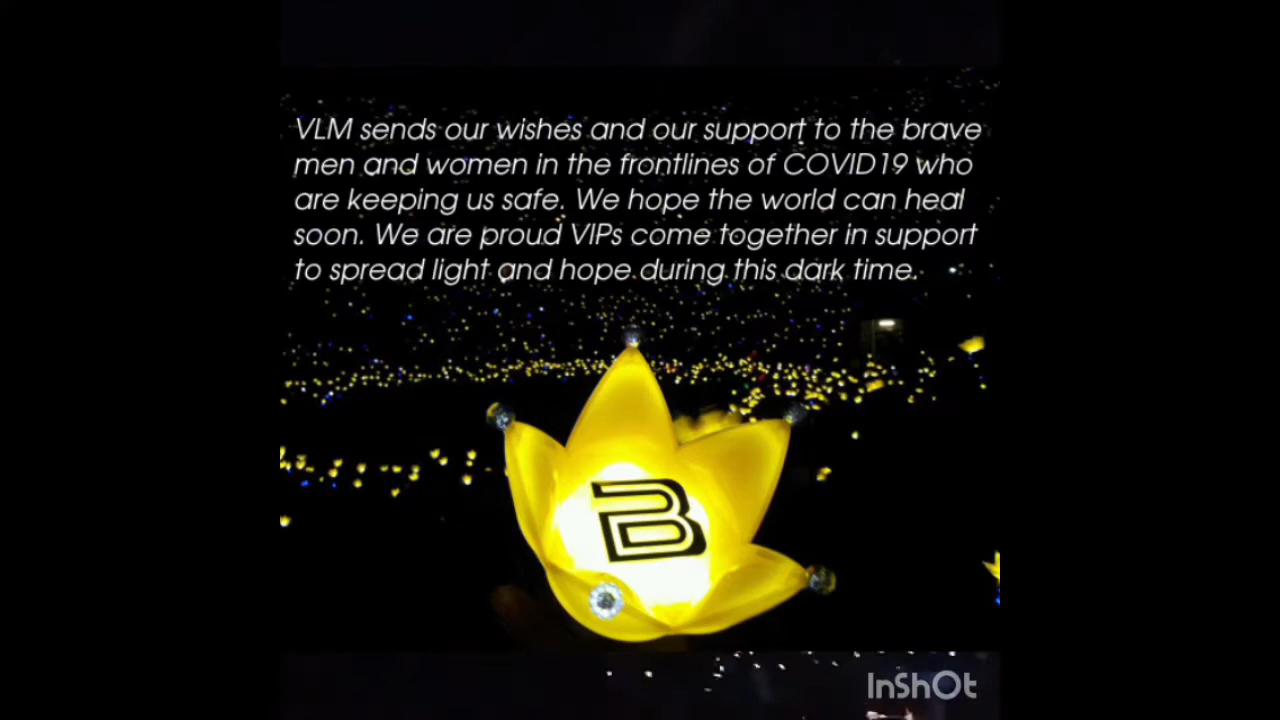 VLM sends our wishes and our support to the brave
men and women in the frontlines of COVID19 who
are keeping us safe. We hope the world can heal
soon. We are proud VIPs come together in support
to spread light and hope during this dark time.
B
InShOt